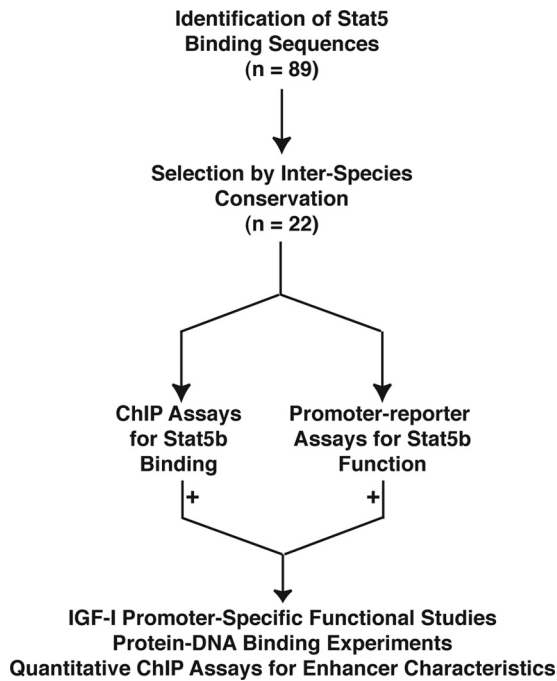 Identification of Stat5
Binding Sequences
(n = 89)
Selection by Inter-Species
Conservation
(n = 22)
ChIP Assays
for Stat5b
Binding
Promoter-reporter
Assays for Stat5b
Function
+
+
IGF-I Promoter-Specific Functional Studies
Protein-DNA Binding Experiments
Quantitative ChIP Assays for Enhancer Characteristics